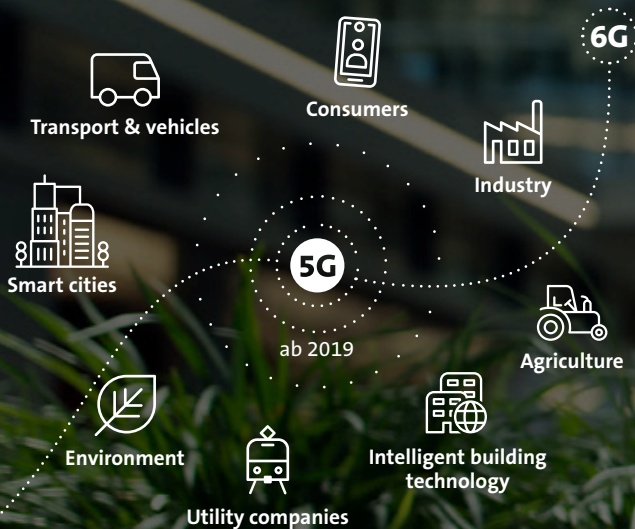 6G
Consumers
Transport & vehicles
Industry
Smart cities
5G
ab 2019
Agriculture
Environment
Intelligent building
technology
Utility companies